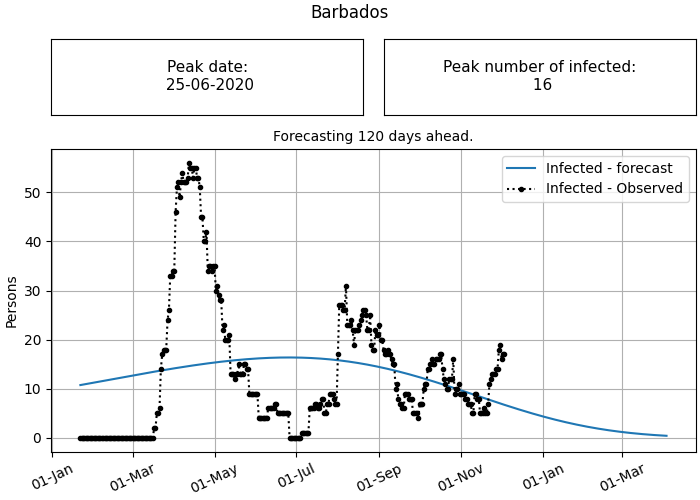 Barbados
Peak date:
25-06-2020
Peak number of infected:
16
Forecasting 120 days ahead.
Infected - forecast
Infected - Observed
Persons
50
40
30
20
10
0
01-Jan
01-Mar
01-May
01-Jul
01-Sep
01-Nov
01-Jan
01-Mar